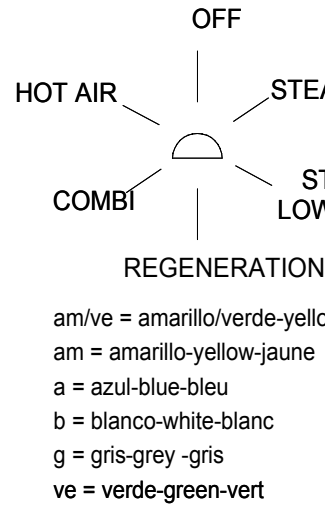 OFF
HOT AIR
COMBI
REGENERATION
am/ve = amarillo/verde-yello
am = amarillo-yellow-jaune
a = azul-blue-bleu
b = blanco-white-blanc
g = gris-grey -gris
ve = verde-green-vert